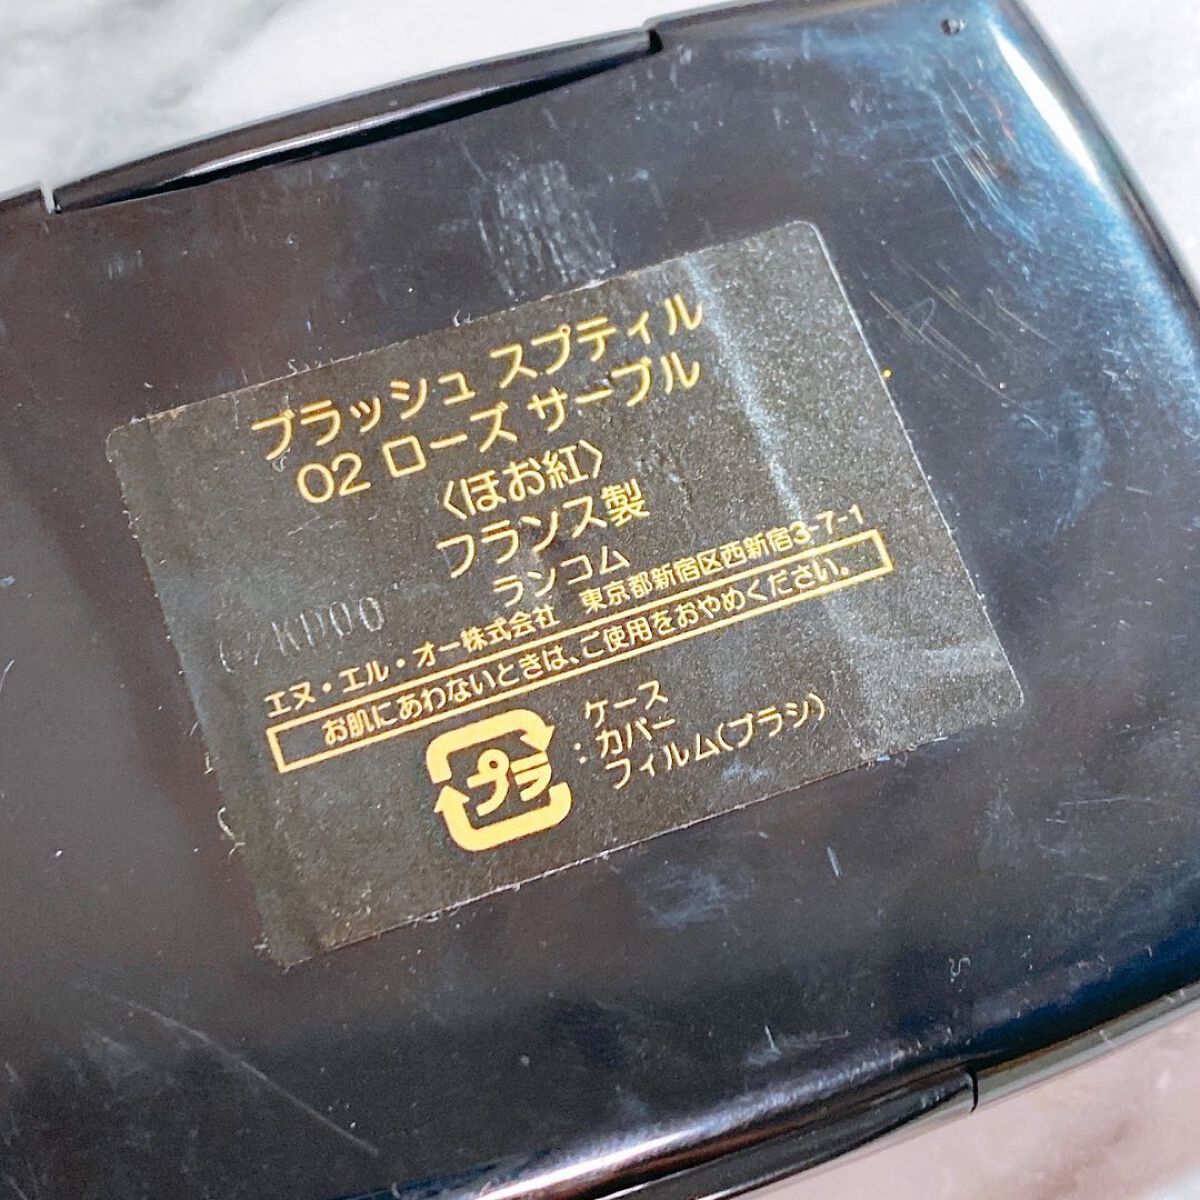 ブラッシュ スプティル
02 ローズ サーブル
〈ほお紅〉
フランス製
ランコム
エヌ・エル・オー株式会社 東京都新宿区西新宿3-7-1
お肌にあわないときは、ご使用をおやめください。
プラ : ケース
カバー
フィルム(ブラシ)